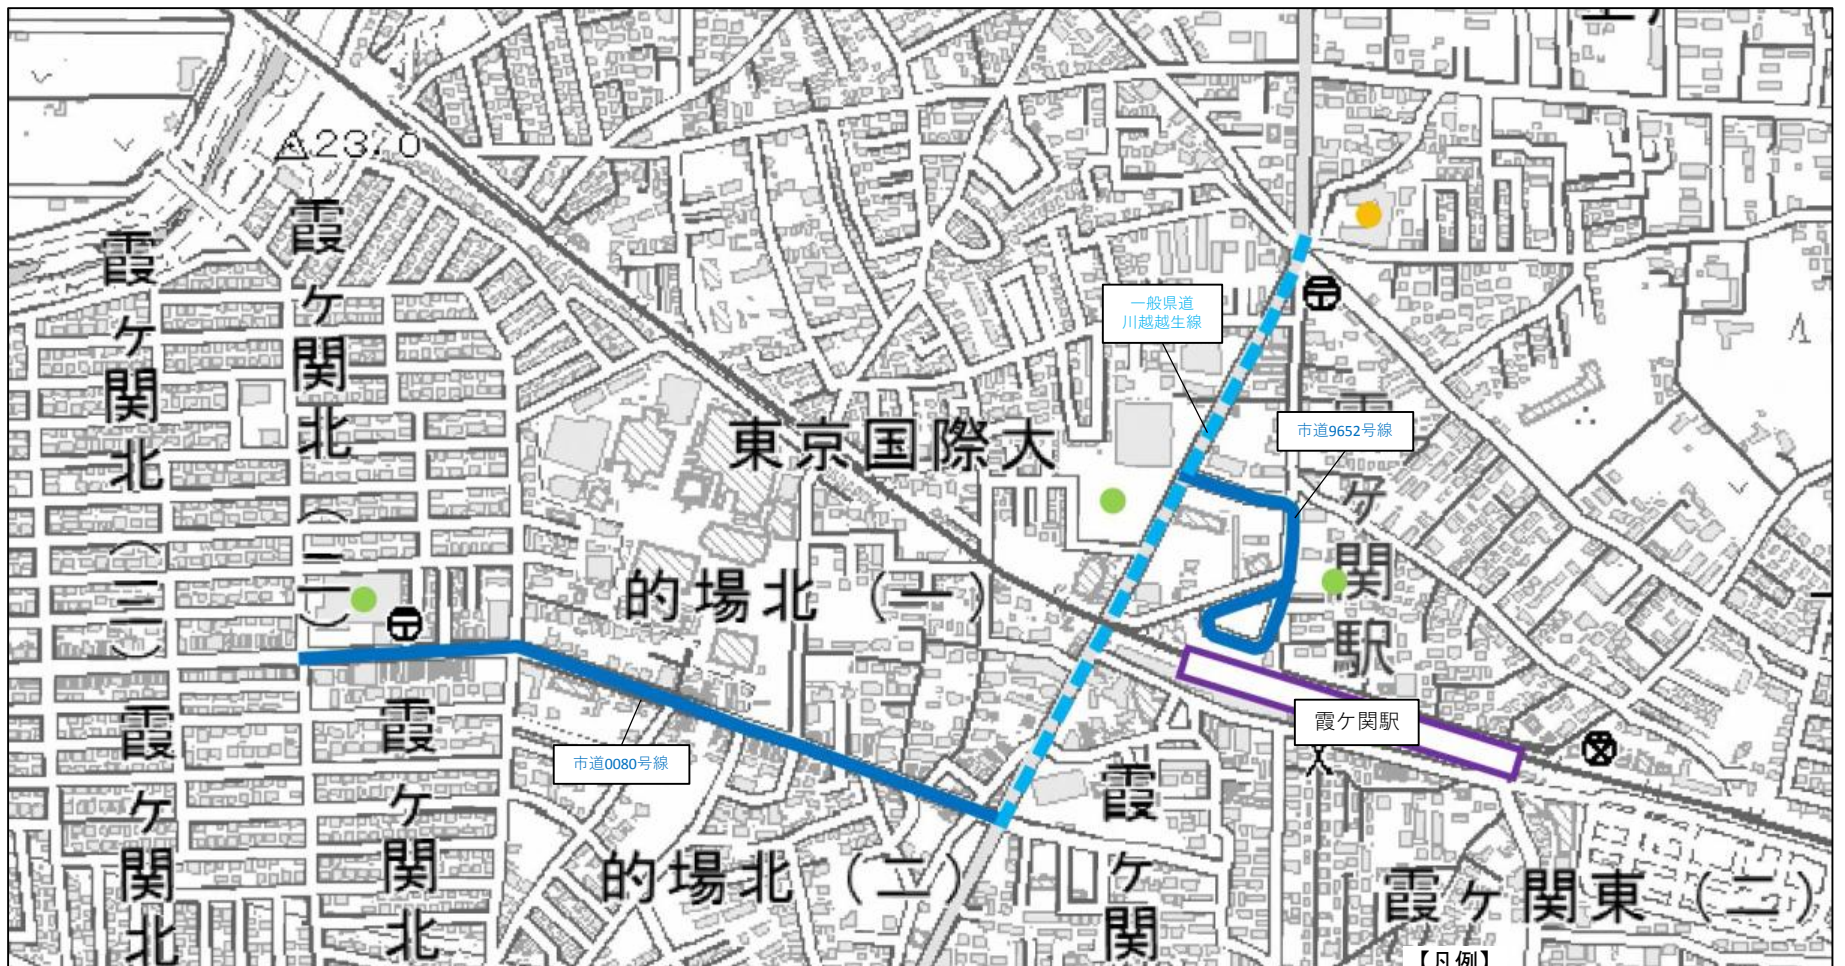 △23.0
霞ケ関北(三)
霞ケ関北(二)
一般県道
川越越生線
市道9652号線
東京国際大
霞ケ関駅
的場北(一)
霞ケ関駅
市道0080号線
霞ケ関北
霞ケ関北
的場北(二)
霞ケ関
霞ケ関東(二)
【凡例】